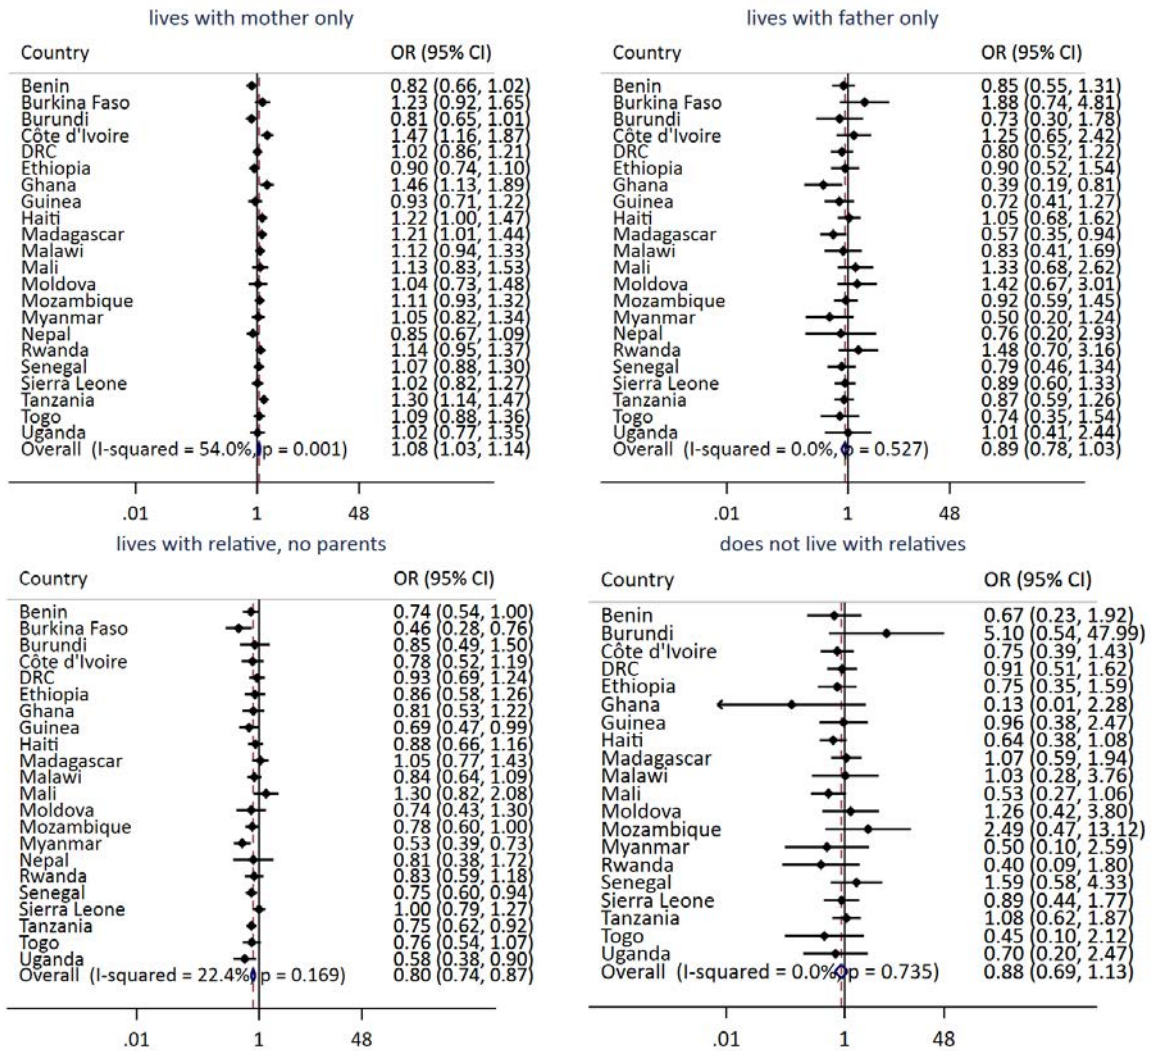 lives with mother only
Country OR (95% CI)
Benin 0.82 (0.66, 1.02)
Burkina Faso 1.23 (0.92, 1.65)
Burundi 0.81 (0.65, 1.01)
Côte d'Ivoire 1.47 (1.16, 1.87)
DRC 1.02 (0.86, 1.21)
Ethiopia 0.90 (0.74, 1.10)
Ghana 1.46 (1.13, 1.89)
Guinea 0.93 (0.71, 1.22)
Haiti 1.22 (1.00, 1.47)
Madagascar 1.21 (1.01, 1.44)
Malawi 1.12 (0.94, 1.33)
Mali 1.13 (0.83, 1.53)
Moldova 1.04 (0.73, 1.48)
Mozambique 1.11 (0.93, 1.32)
Myanmar 1.05 (0.82, 1.34)
Nepal 0.85 (0.67, 1.09)
Rwanda 1.14 (0.95, 1.37)
Senegal 1.07 (0.88, 1.30)
Sierra Leone 1.02 (0.82, 1.27)
Tanzania 1.30 (1.14, 1.47)
Togo 1.09 (0.88, 1.36)
Uganda 1.02 (0.77, 1.35)
Overall (I-squared = 54.0%, p = 0.001) 1.08 (1.03, 1.14)
.01 1 48
lives with father only
Country OR (95% CI)
Benin 0.85 (0.55, 1.31)
Burkina Faso 1.88 (0.74, 4.81)
Burundi 0.73 (0.30, 1.78)
Côte d'Ivoire 1.25 (0.65, 2.42)
DRC 0.80 (0.52, 1.22)
Ethiopia 0.90 (0.52, 1.54)
Ghana 0.39 (0.19, 0.81)
Guinea 0.72 (0.41, 1.27)
Haiti 1.05 (0.68, 1.62)
Madagascar 0.57 (0.35, 0.94)
Malawi 0.83 (0.41, 1.69)
Mali 1.33 (0.68, 2.62)
Moldova 1.42 (0.67, 3.01)
Mozambique 0.92 (0.59, 1.45)
Myanmar 0.50 (0.20, 1.24)
Nepal 0.76 (0.20, 2.93)
Rwanda 1.48 (0.70, 3.16)
Senegal 0.79 (0.46, 1.34)
Sierra Leone 0.89 (0.60, 1.33)
Tanzania 0.87 (0.59, 1.26)
Togo 0.74 (0.35, 1.54)
Uganda 1.01 (0.41, 2.44)
Overall (I-squared = 0.0%, p = 0.527) 0.89 (0.78, 1.03)
.01 1 48
lives with relative, no parents
Country OR (95% CI)
Benin 0.74 (0.54, 1.00)
Burkina Faso 0.46 (0.28, 0.76)
Burundi 0.85 (0.49, 1.50)
Côte d'Ivoire 0.78 (0.52, 1.19)
DRC 0.93 (0.69, 1.24)
Ethiopia 0.86 (0.58, 1.26)
Ghana 0.81 (0.53, 1.22)
Guinea 0.69 (0.47, 0.99)
Haiti 0.88 (0.66, 1.16)
Madagascar 1.05 (0.77, 1.43)
Malawi 0.84 (0.64, 1.09)
Mali 1.30 (0.82, 2.08)
Moldova 0.74 (0.43, 1.30)
Mozambique 0.78 (0.60, 1.00)
Myanmar 0.53 (0.39, 0.73)
Nepal 0.81 (0.38, 1.72)
Rwanda 0.83 (0.59, 1.18)
Senegal 0.75 (0.60, 0.94)
Sierra Leone 1.00 (0.79, 1.27)
Tanzania 0.75 (0.62, 0.92)
Togo 0.76 (0.54, 1.07)
Uganda 0.58 (0.38, 0.90)
Overall (I-squared = 22.4%, p = 0.169) 0.80 (0.74, 0.87)
.01 1 48
does not live with relatives
Country OR (95% CI)
Benin 0.67 (0.23, 1.92)
Burundi 5.10 (0.54, 47.99)
Côte d'Ivoire 0.75 (0.39, 1.43)
DRC 0.91 (0.51, 1.62)
Ethiopia 0.75 (0.35, 1.59)
Ghana 0.13 (0.01, 2.28)
Guinea 0.96 (0.38, 2.47)
Haiti 0.64 (0.38, 1.08)
Madagascar 1.07 (0.59, 1.94)
Malawi 1.03 (0.28, 3.76)
Mali 0.53 (0.27, 1.06)
Moldova 1.26 (0.42, 3.80)
Mozambique 2.49 (0.47, 13.12)
Myanmar 0.50 (0.10, 2.59)
Rwanda 0.40 (0.09, 1.80)
Senegal 1.59 (0.58, 4.33)
Sierra Leone 0.89 (0.44, 1.77)
Tanzania 1.08 (0.62, 1.87)
Togo 0.45 (0.10, 2.12)
Uganda 0.70 (0.20, 2.47)
Overall (I-squared = 0.0%, p = 0.735) 0.88 (0.69, 1.13)
.01 1 48